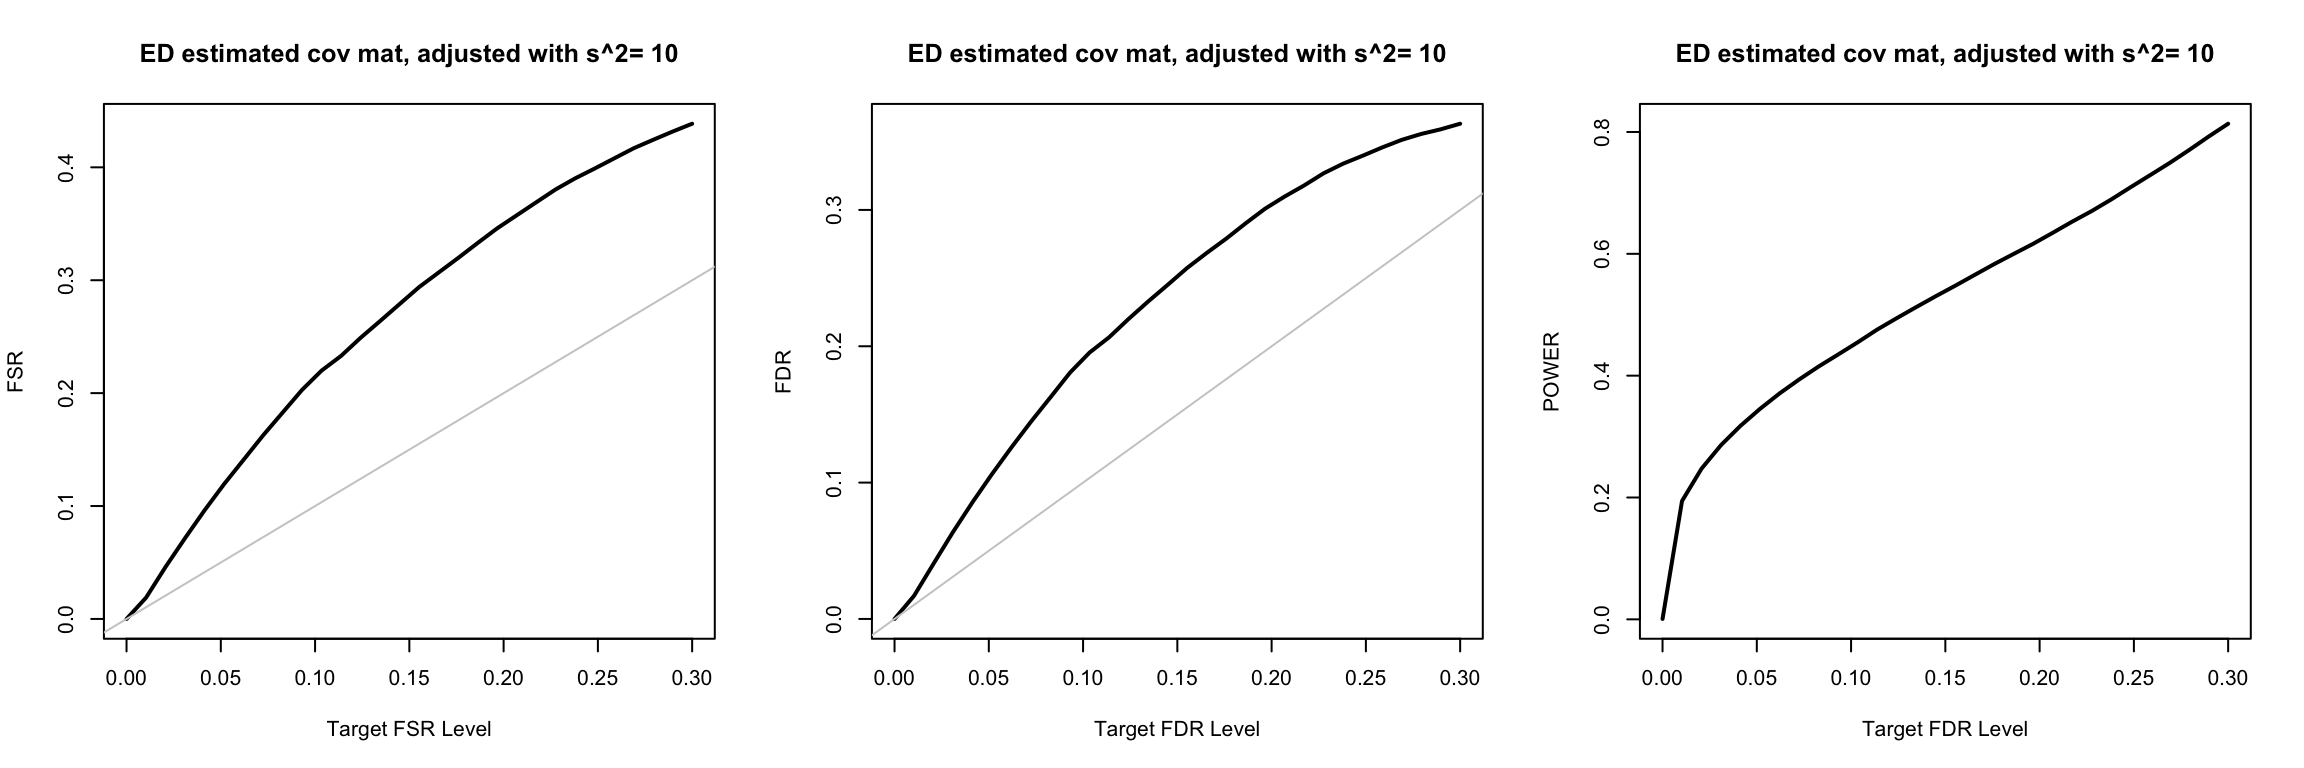 ED estimated cov mat, adjusted with s^2= 10
FSR
0.4
0.3
0.2
0.1
0.0
0.00 0.05 0.10 0.15 0.20 0.25 0.30
Target FSR Level
ED estimated cov mat, adjusted with s^2= 10
FDR
0.3
0.2
0.1
0.0
0.00 0.05 0.10 0.15 0.20 0.25 0.30
Target FDR Level
ED estimated cov mat, adjusted with s^2= 10
POWER
0.8
0.6
0.4
0.2
0.0
0.00 0.05 0.10 0.15 0.20 0.25 0.30
Target FDR Level